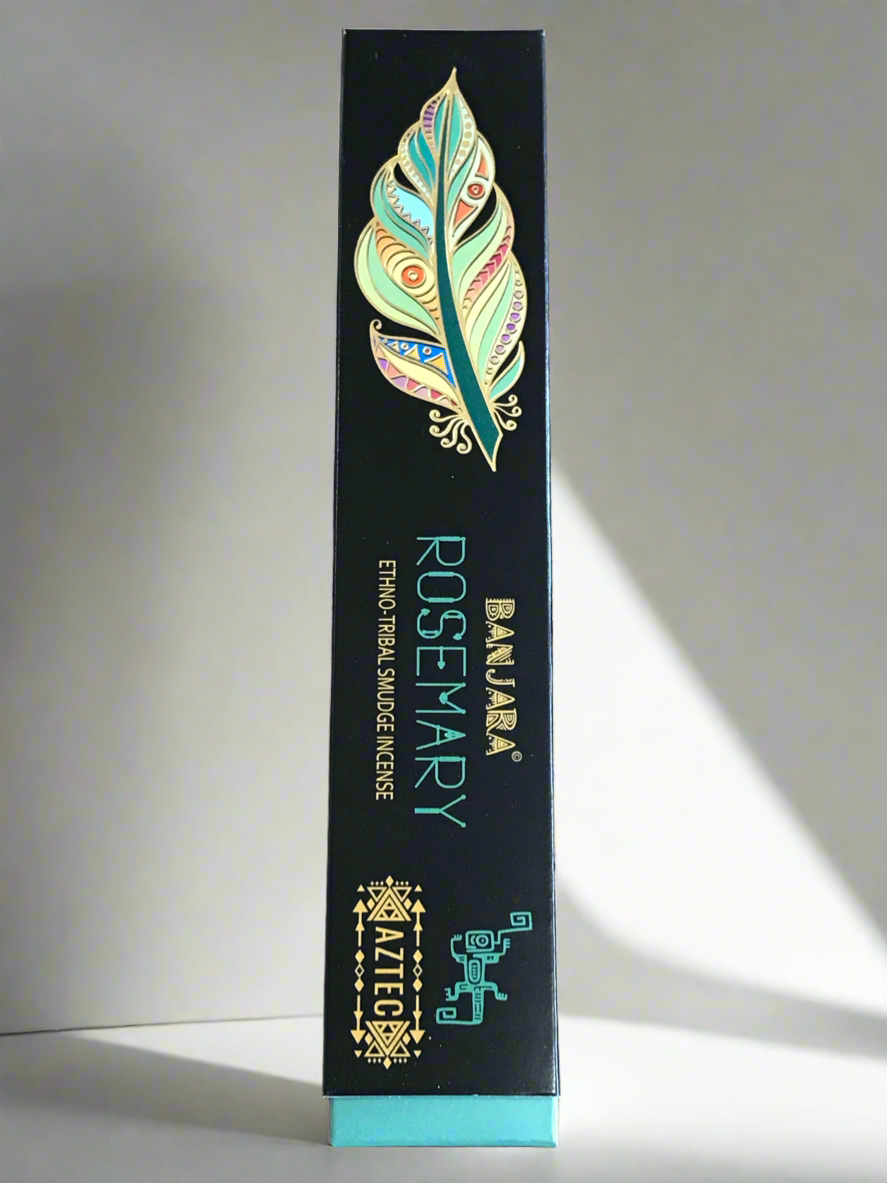 BANJARA©
ROSEMARY
ETHNO-TRIBAL SMUDGE INCENSE
AZTEC